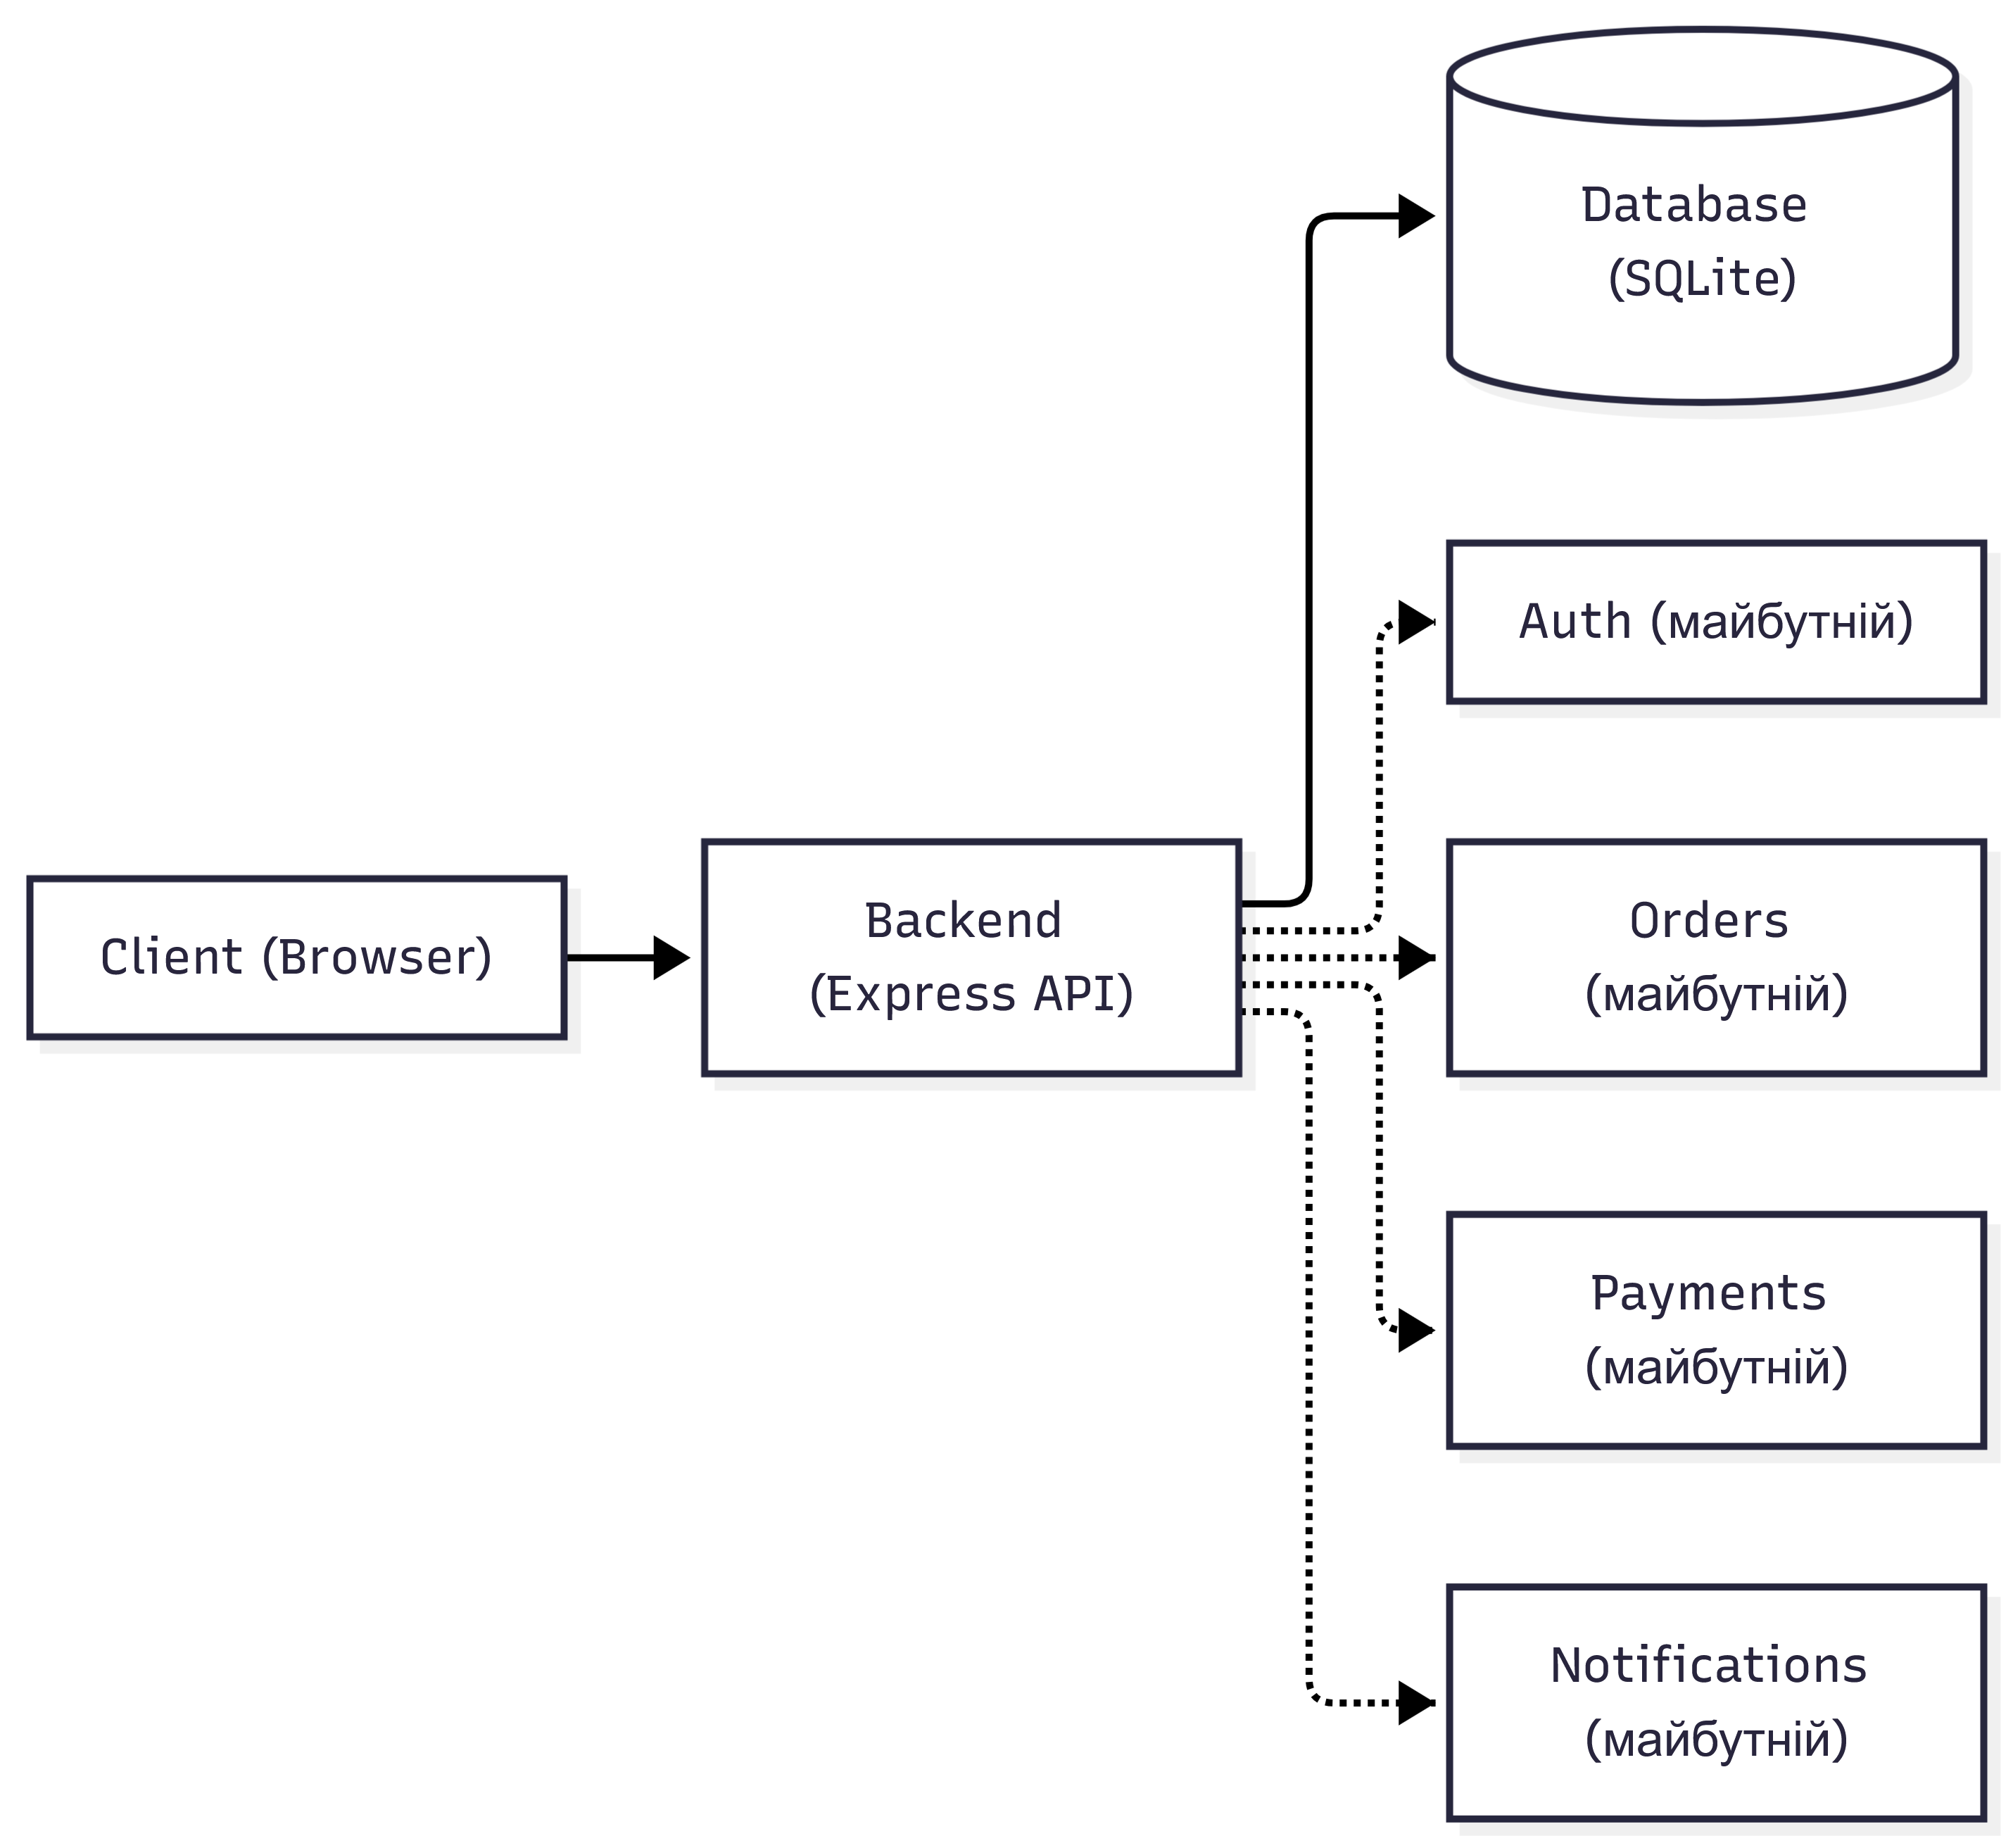 Database
(SQLite)
Auth (майбутній)
Client (Browser)
Backend
(Express API)
Orders
(майбутній)
Payments
(майбутній)
Notifications
(майбутній)